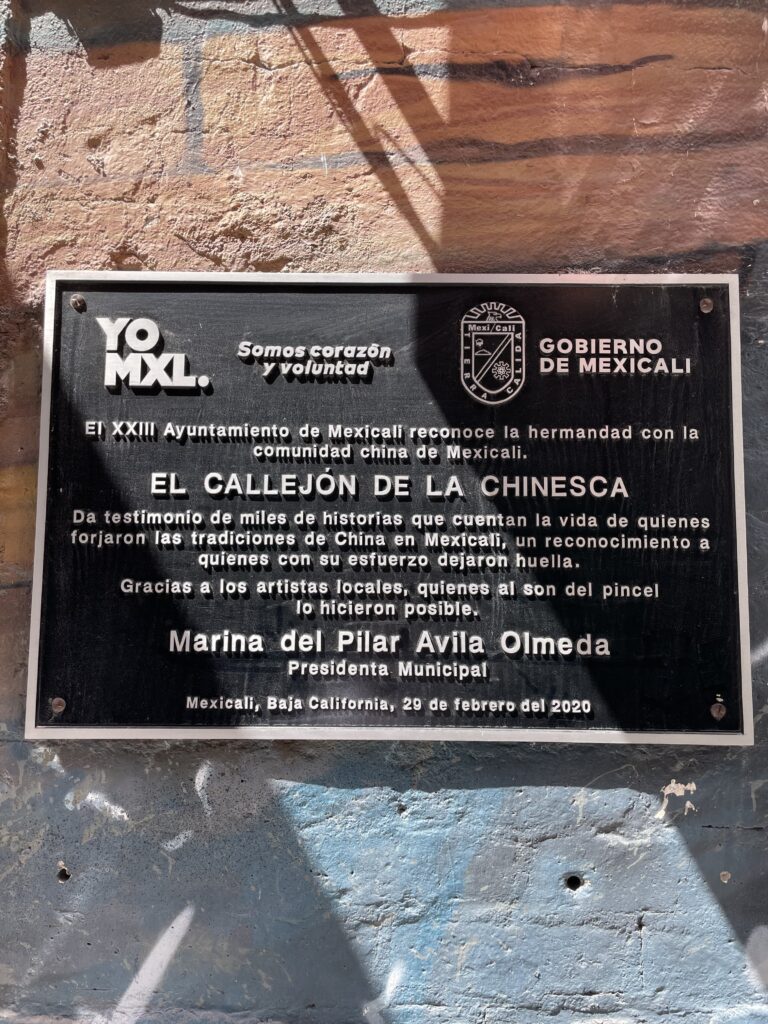 YO
MXL.
Somos corazón
y voluntad
Mexi/Cali
TIERRA CALIDA
GOBIERNO
DE MEXICALI
El XXIII Ayuntamiento de Mexicali reconoce la hermandad con la
comunidad china de Mexicali.
EL CALLEJÓN DE LA CHINESCA
Da testimonio de miles de historias que cuentan la vida de quienes
forjaron las tradiciones de China en Mexicali, un reconocimiento a
quienes con su esfuerzo dejaron huella.
Gracias a los artistas locales, quienes al son del pincel
lo hicieron posible.
Marina del Pilar Avila Olmeda
Presidenta Municipal
Mexicali, Baja California, 29 de febrero del 2020